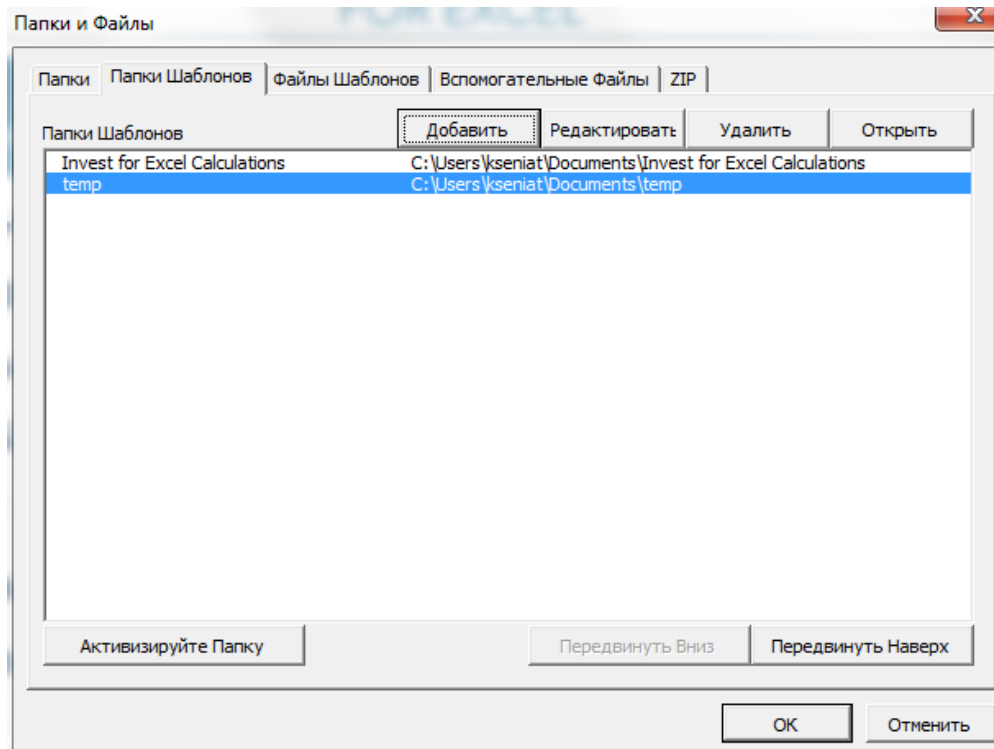 FOR EXCEL
Папки и Файлы
Папки Папки Шаблонов Файлы Шаблонов Вспомогательные Файлы ZIP
Папки Шаблонов Добавить Редактировать Удалить Открыть
Invest for Excel Calculations C:\Users\kseniat\Documents\Invest for Excel Calculations
temp C:\Users\kseniat\Documents\temp
Активизируйте Папку Передвинуть Вниз Передвинуть Наверх
OK Отменить